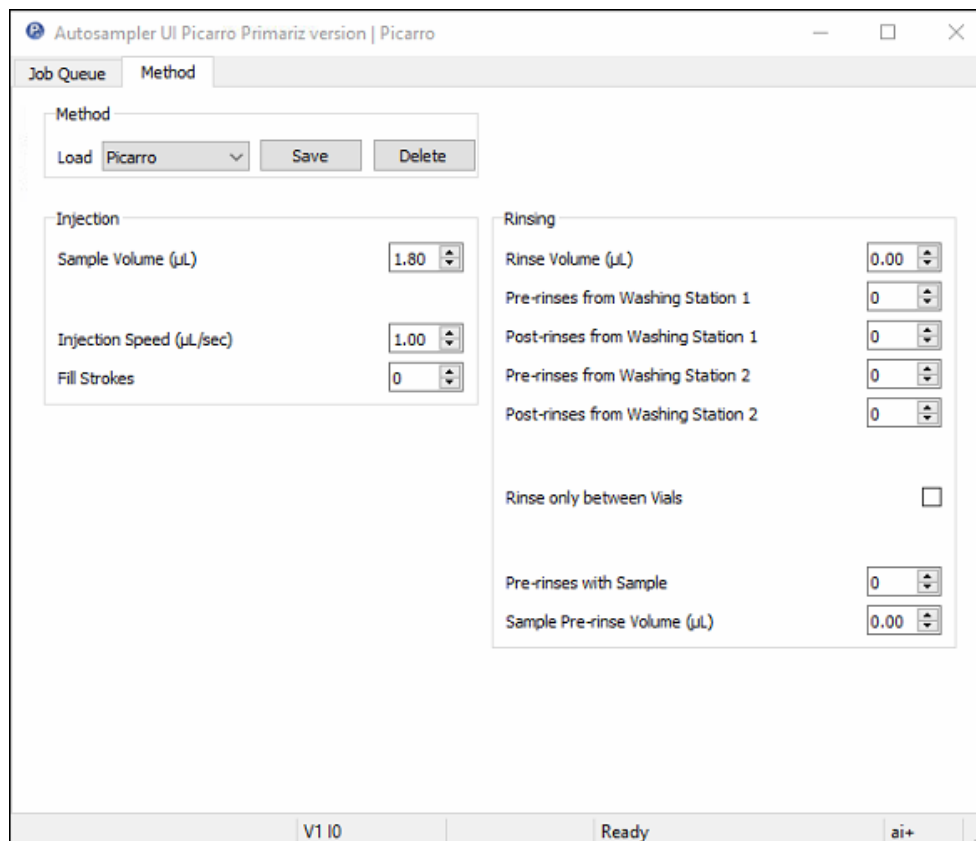 Autosampler UI Picarro Primariz version | Picarro
Job Queue Method
Method
Load Picarro Save Delete
Injection
Sample Volume (µL) 1.80
Injection Speed (µL/sec) 1.00
Fill Strokes 0
Rinsing
Rinse Volume (µL) 0.00
Pre-rinses from Washing Station 1 0
Post-rinses from Washing Station 1 0
Pre-rinses from Washing Station 2 0
Post-rinses from Washing Station 2 0
Rinse only between Vials
Pre-rinses with Sample 0
Sample Pre-rinse Volume (µL) 0.00
V1 I0 Ready ai+